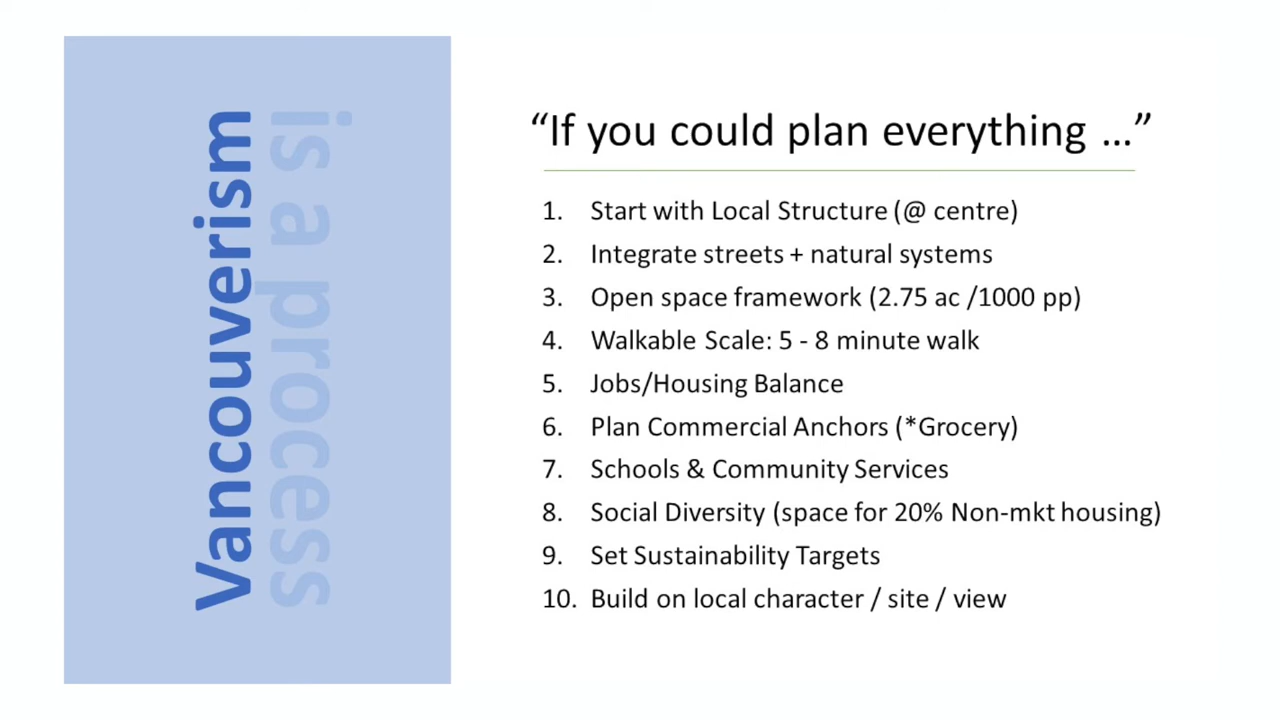 Vancouverism
is a process
“If you could plan everything …”
1. Start with Local Structure (@ centre)
2. Integrate streets + natural systems
3. Open space framework (2.75 ac /1000 pp)
4. Walkable Scale: 5 - 8 minute walk
5. Jobs/Housing Balance
6. Plan Commercial Anchors (*Grocery)
7. Schools & Community Services
8. Social Diversity (space for 20% Non-mkt housing)
9. Set Sustainability Targets
10. Build on local character / site / view